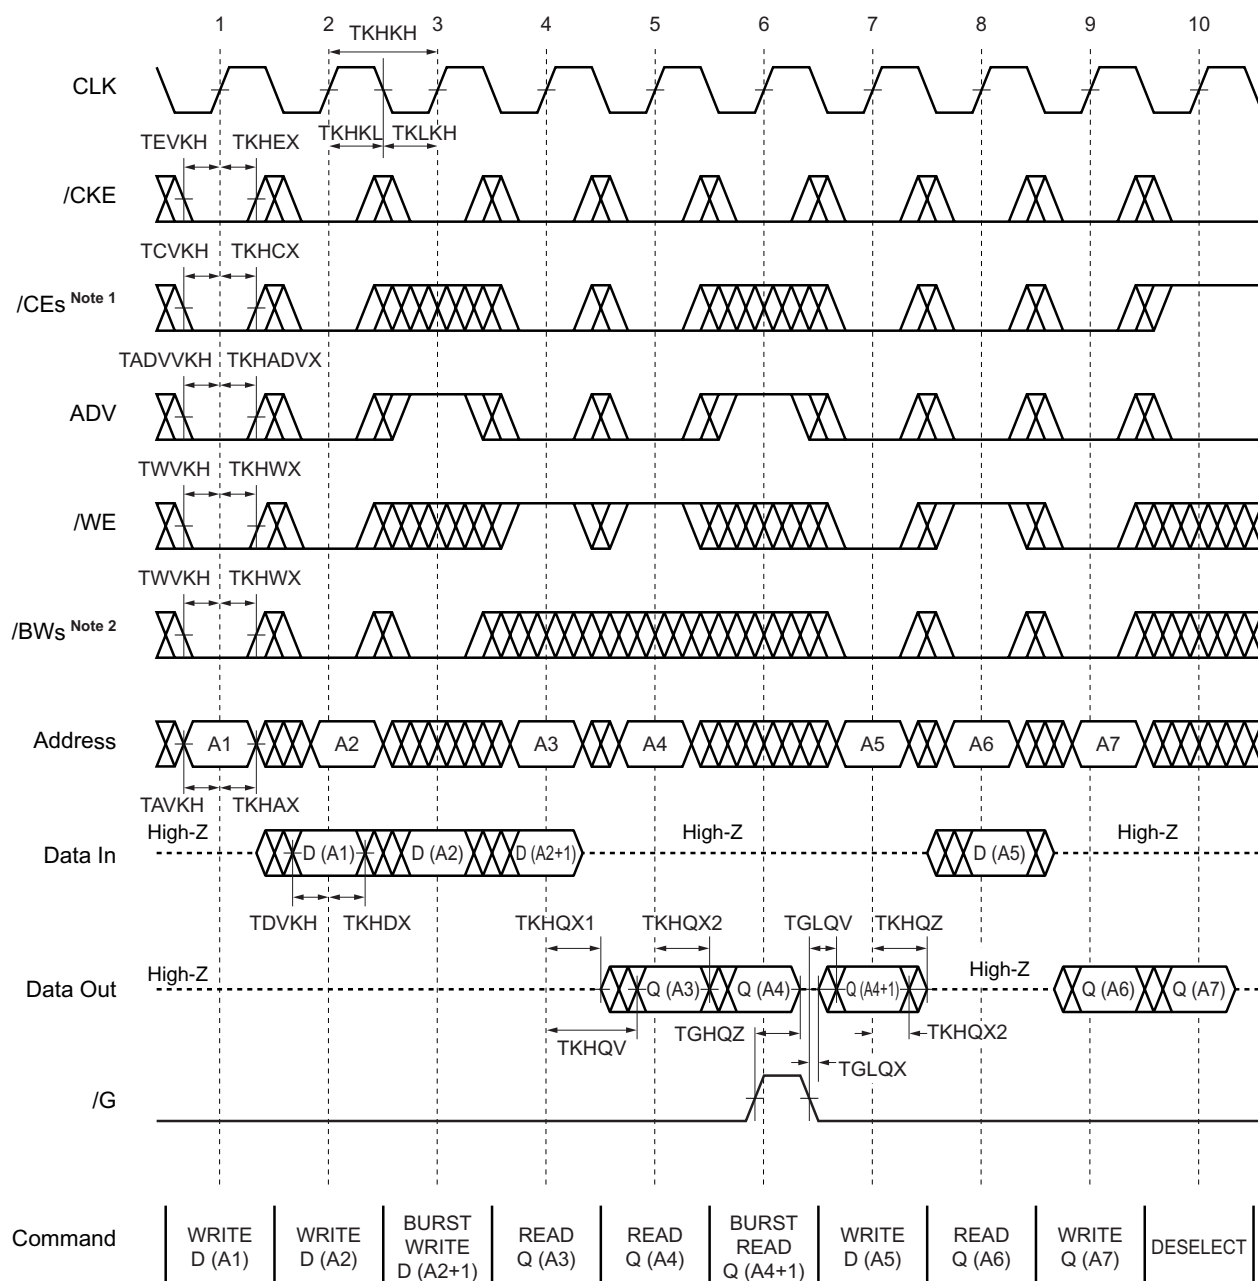 1 2 3 4 5 6 7 8 9 10
TKHKH
CLK
TKHKL TKLKH
TEVKH TKHEX
/CKE
TCVKH TKHCX
/CEs Note 1
TADVVKH TKHADVX
ADV
TWVKH TKHWX
/WE
TWVKH TKHWX
/BWs Note 2
Address A1 A2 A3 A4 A5 A6 A7
TAVKH TKHAX
High-Z High-Z High-Z
Data In D (A1) D (A2) D (A2+1) D (A5)
TDVKH TKHDX
TKHQX1 TKHQX2 TGLQV TKHQZ
High-Z High-Z
Data Out Q (A3) Q (A4) Q (A4+1) Q (A6) Q (A7)
TKHQV TGHQZ TKHQX2
TGLQX
/G
Command
WRITE
D (A1)
WRITE
D (A2)
BURST
WRITE
D (A2+1)
READ
Q (A3)
READ
Q (A4)
BURST
READ
Q (A4+1)
WRITE
D (A5)
READ
Q (A6)
WRITE
Q (A7)
DESELECT